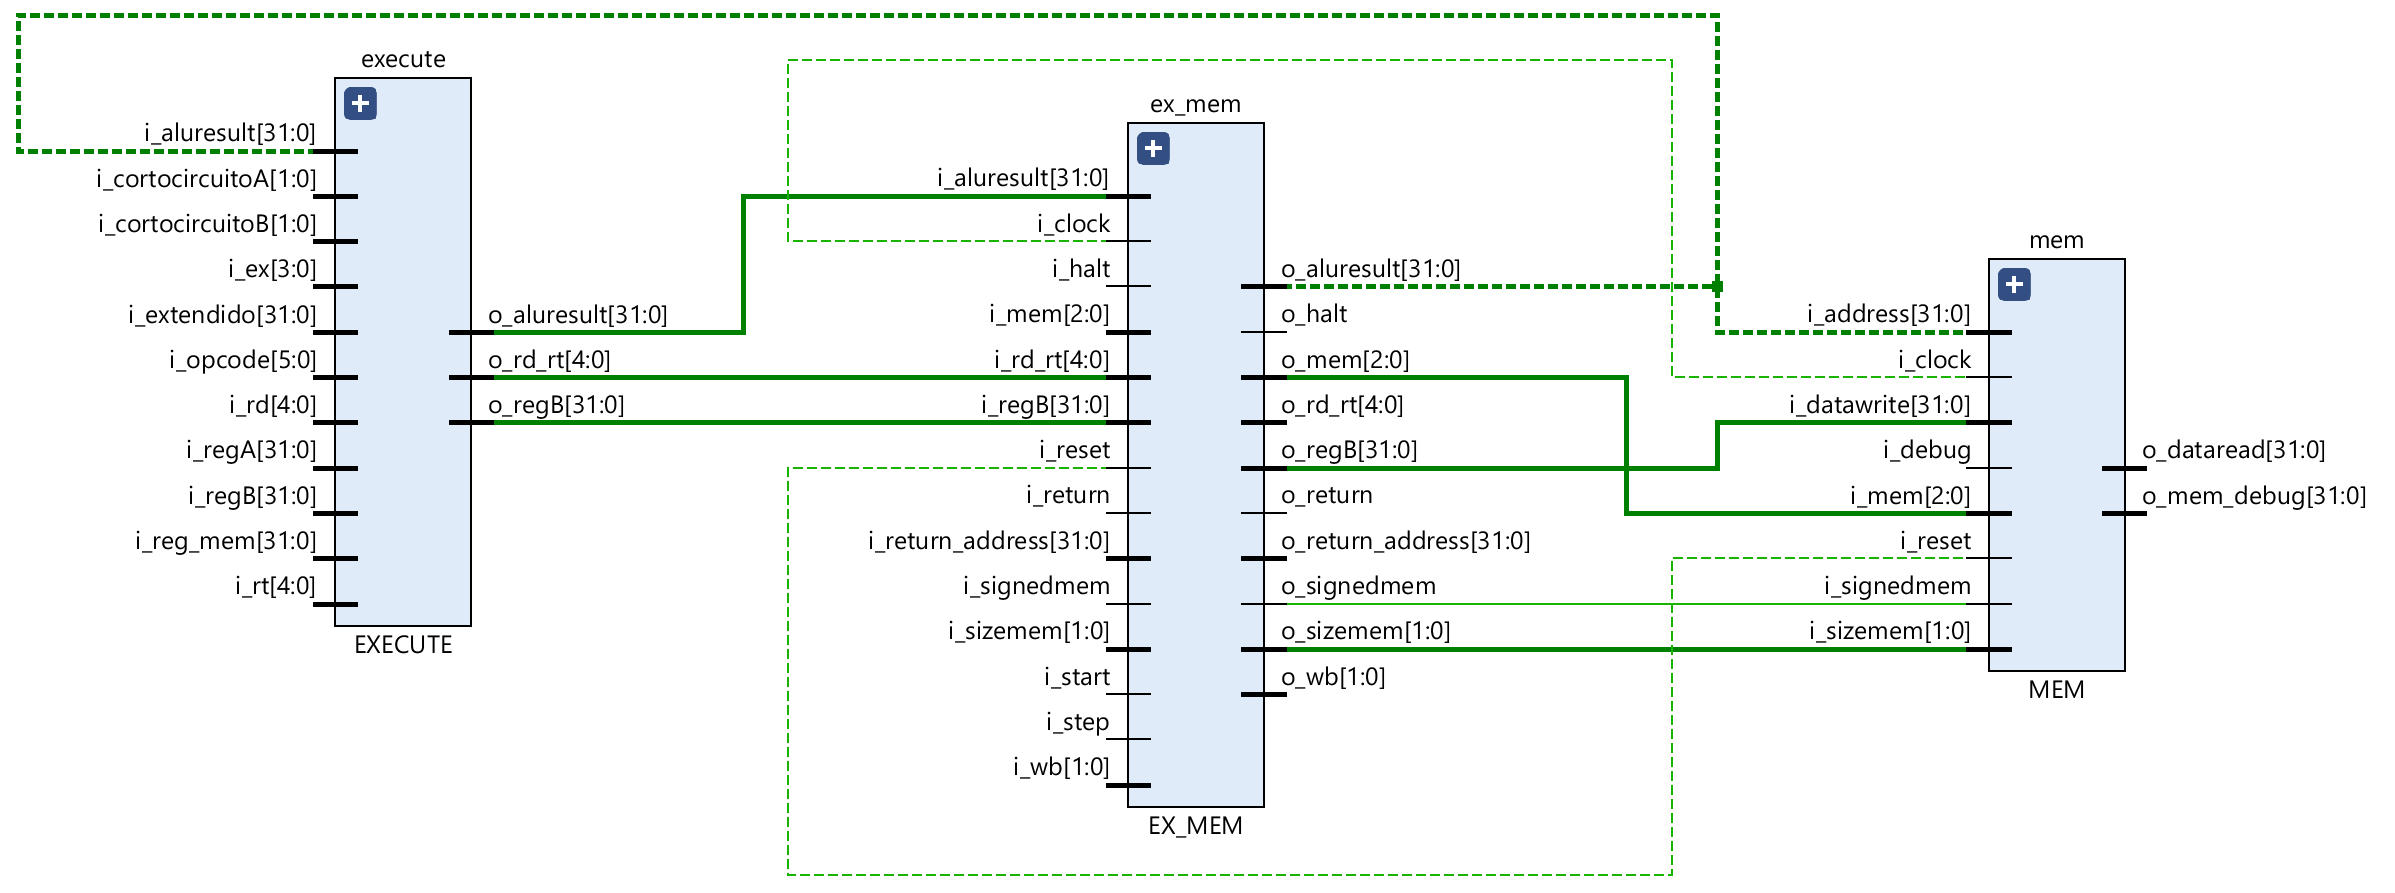 execute
i_aluresult[31:0]
i_cortocircuitoA[1:0]
i_cortocircuitoB[1:0]
i_ex[3:0]
i_extendido[31:0]
i_opcode[5:0]
i_rd[4:0]
i_regA[31:0]
i_regB[31:0]
i_reg_mem[31:0]
i_rt[4:0]
o_aluresult[31:0]
o_rd_rt[4:0]
o_regB[31:0]
EXECUTE
ex_mem
i_aluresult[31:0]
i_clock
i_halt
i_mem[2:0]
i_rd_rt[4:0]
i_regB[31:0]
i_reset
i_return
i_return_address[31:0]
i_signedmem
i_sizemem[1:0]
i_start
i_step
i_wb[1:0]
o_aluresult[31:0]
o_halt
o_mem[2:0]
o_rd_rt[4:0]
o_regB[31:0]
o_return
o_return_address[31:0]
o_signedmem
o_sizemem[1:0]
o_wb[1:0]
EX_MEM
mem
i_address[31:0]
i_clock
i_datawrite[31:0]
i_debug
i_mem[2:0]
i_reset
i_signedmem
i_sizemem[1:0]
o_dataread[31:0]
o_mem_debug[31:0]
MEM